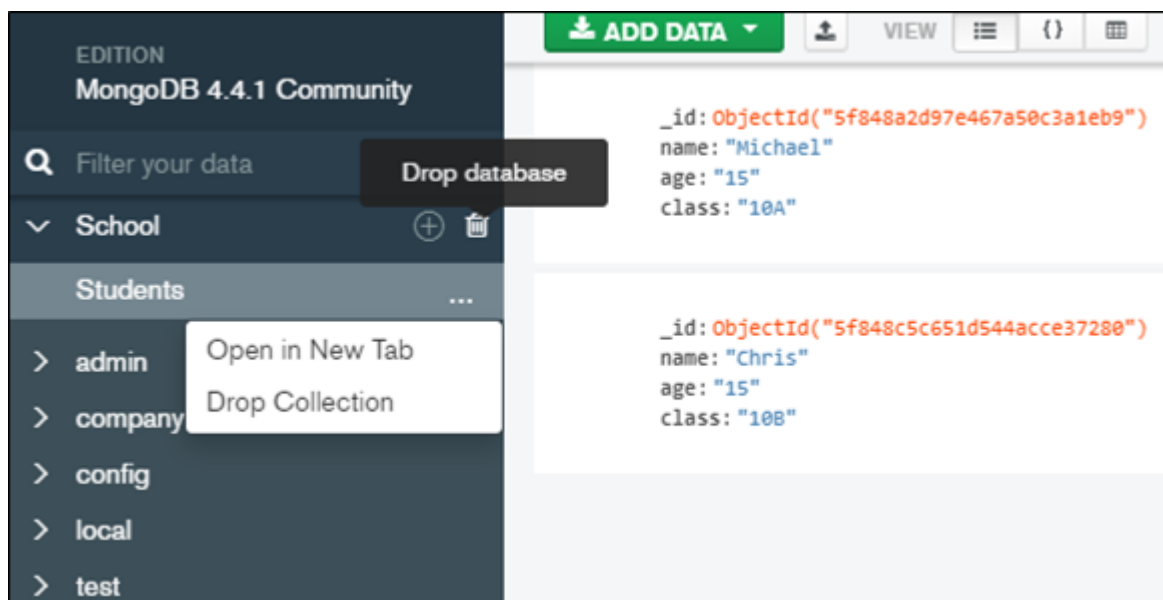 EDITION
MongoDB 4.4.1 Community
Filter your data
Drop database
School
Students
...
Open in New Tab
Drop Collection
admin
company
config
local
test
ADD DATA
VIEW
{}
_id: ObjectId("5f848a2d97e467a50c3a1eb9")
name: "Michael"
age: "15"
class: "10A"
_id: ObjectId("5f848c5c651d544acce37280")
name: "Chris"
age: "15"
class: "10B"